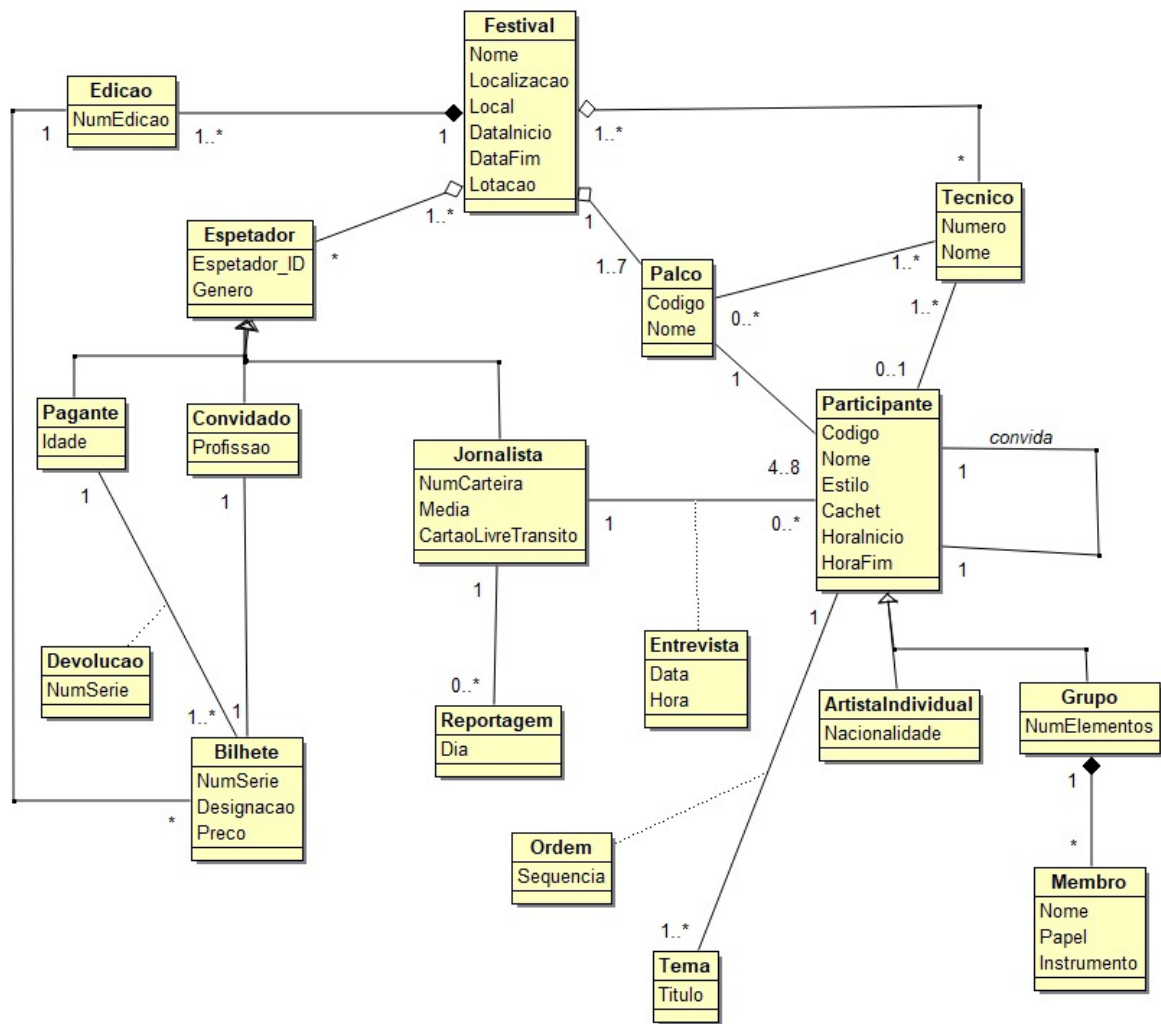 Festival
Nome
Localizacao
Local
DataInicio
DataFim
Lotacao
Edicao
NumEdicao
1
1..*
1
1..*
*
1..*
*
1
1..7
Tecnico
Numero
Nome
Espetador
Espetador_ID
Genero
Palco
Codigo
Nome
1..*
0..*
1..*
0..1
1
4..8
Pagante
Idade
Convidado
Profissao
Jornalista
NumCarteira
Media
CartaoLivreTransito
Participante
Codigo
Nome
Estilo
Cachet
HoraInicio
HoraFim
convida
1
1
1
0..*
1
1
1
1
Devolucao
NumSerie
Entrevista
Data
Hora
1..*
1
0..*
Bilhete
NumSerie
Designacao
Preco
*
Reportagem
Dia
ArtistaIndividual
Nacionalidade
Grupo
NumElementos
1
*
Ordem
Sequencia
Membro
Nome
Papel
Instrumento
1..*
Tema
Titulo